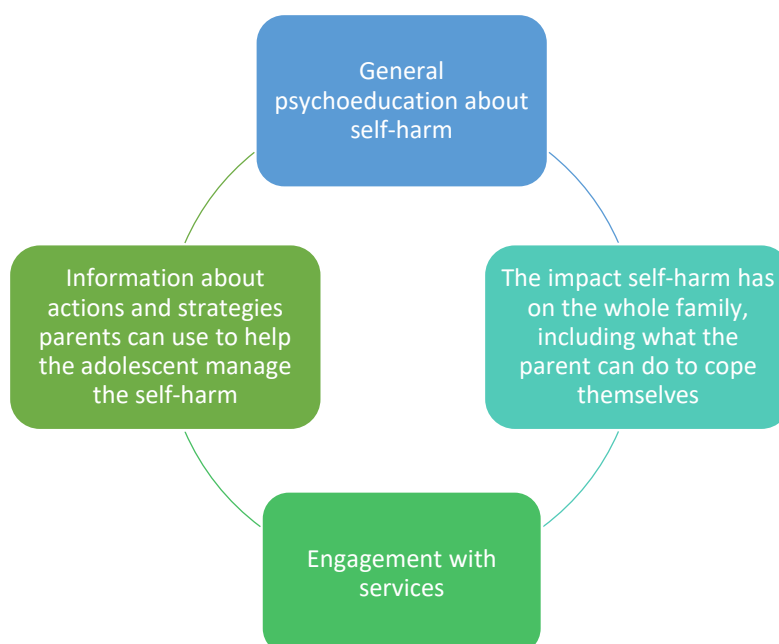 General
psychoeducation about
self-harm
Information about
actions and strategies
parents can use to help
the adolescent manage
the self-harm
The impact self-harm has
on the whole family,
including what the
parent can do to cope
themselves
Engagement with
services